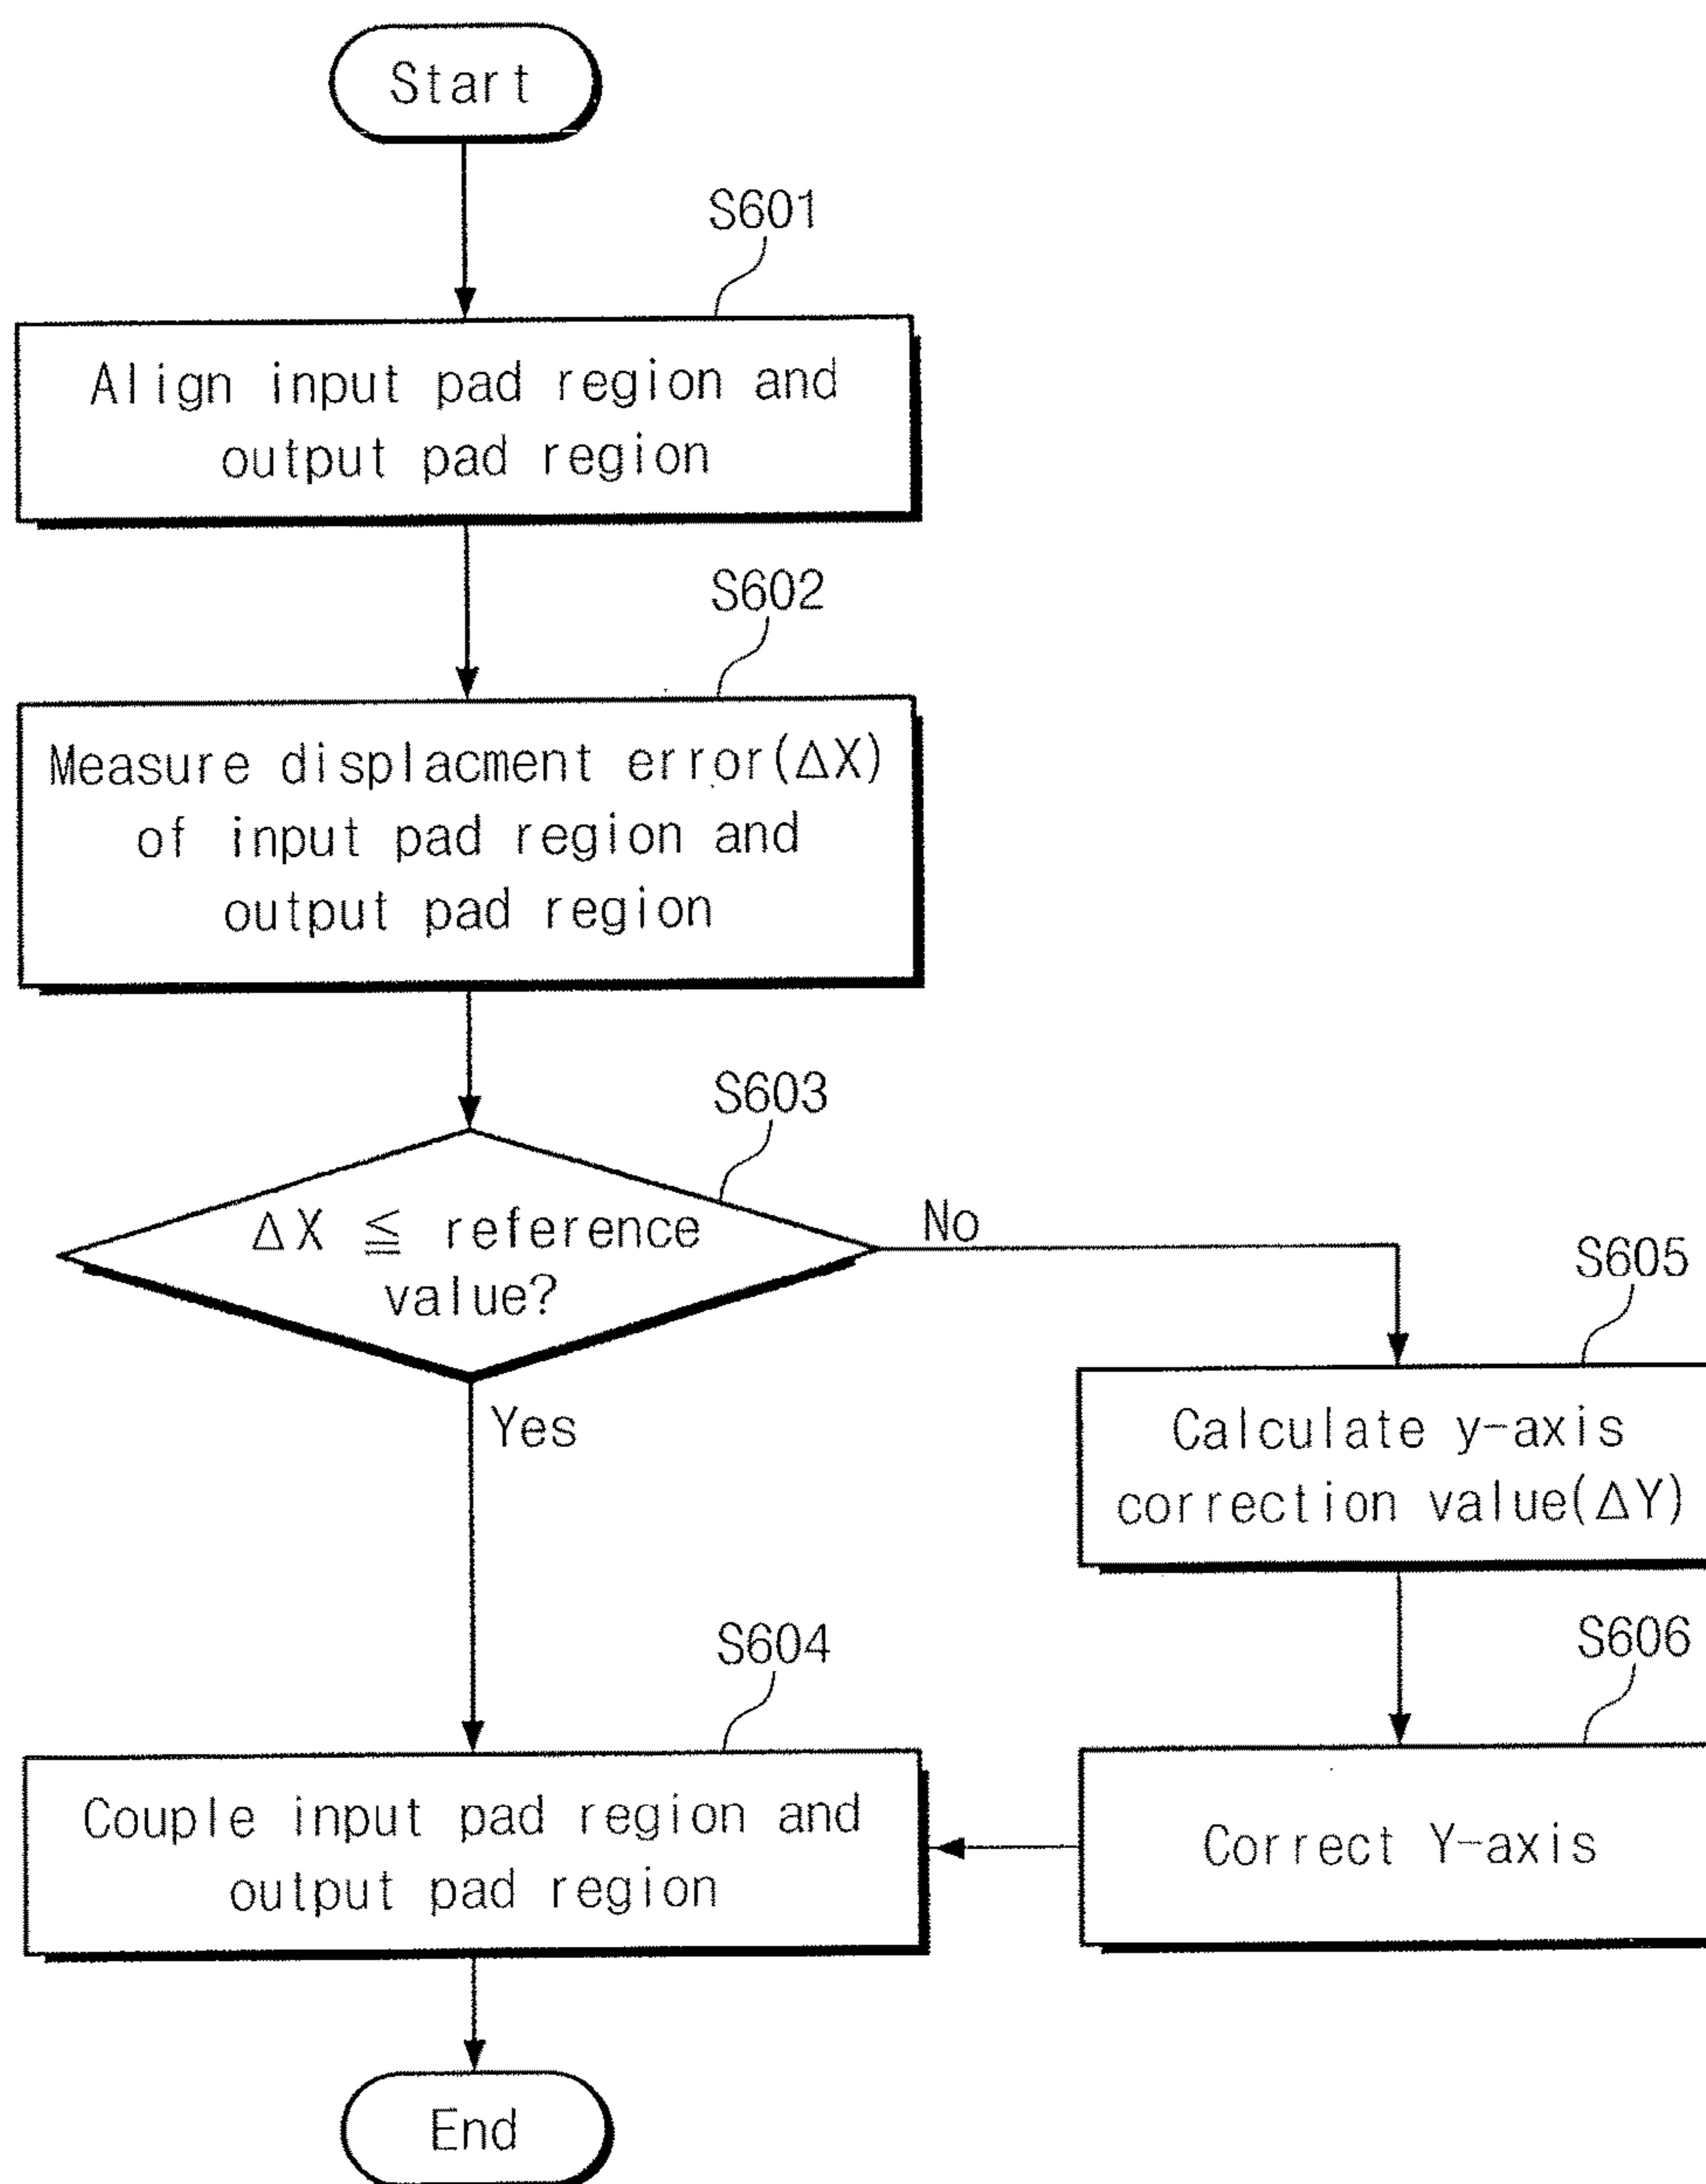 Start
S601
Align input pad region and
output pad region
S602
Measure displacment error(ΔX)
of input pad region and
output pad region
S603
ΔX ≦ reference
value?
No
Yes
S605
Calculate y-axis
correction value(ΔY)
S606
Correct Y-axis
S604
Couple input pad region and
output pad region
End